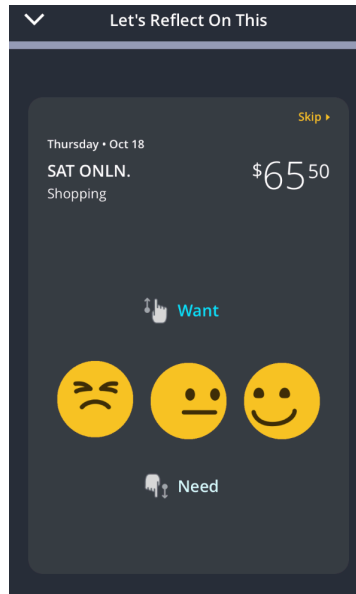 Let's Reflect On This
Skip
Thursday • Oct 18
SAT ONLN.
$65 50
Shopping
Want
Need